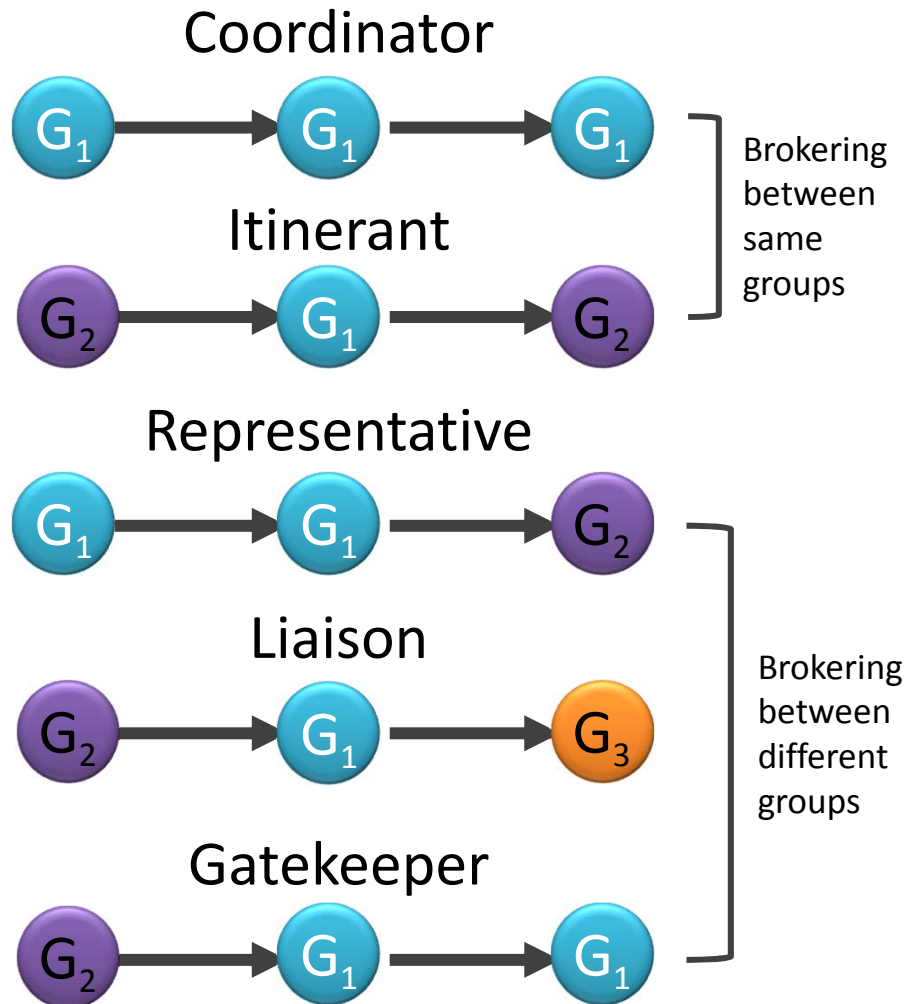 Coordinator
G₁ G₁ G₁
Brokering
between
same
groups
Itinerant
G₂ G₁ G₂
Representative
G₁ G₁ G₂
Liaison
G₂ G₁ G₃
Brokering
between
different
groups
Gatekeeper
G₂ G₁ G₁